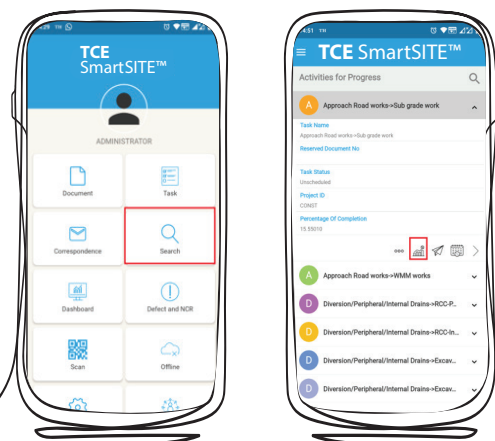 TCE
SmartSITE™
ADMINISTRATOR
Document
Task
Correspondence
Search
Dashboard
Defect and NCR
Scan
Offline
4:51
TCE SmartSITE™
Activities for Progress
A
Approach Road works->Sub grade work
Task Name
Approach Road works->Sub grade work
Reserved Document No
Task Status
Unscheduled
Project ID
CONST
Percentage Of Completion
15.55010
A
Approach Road works->WMM works
D
Diversion/Peripheral/Internal Drains->RCC-P...
D
Diversion/Peripheral/Internal Drains->RCC-In...
D
Diversion/Peripheral/Internal Drains->Excav...
D
Diversion/Peripheral/Internal Drains->Excav...